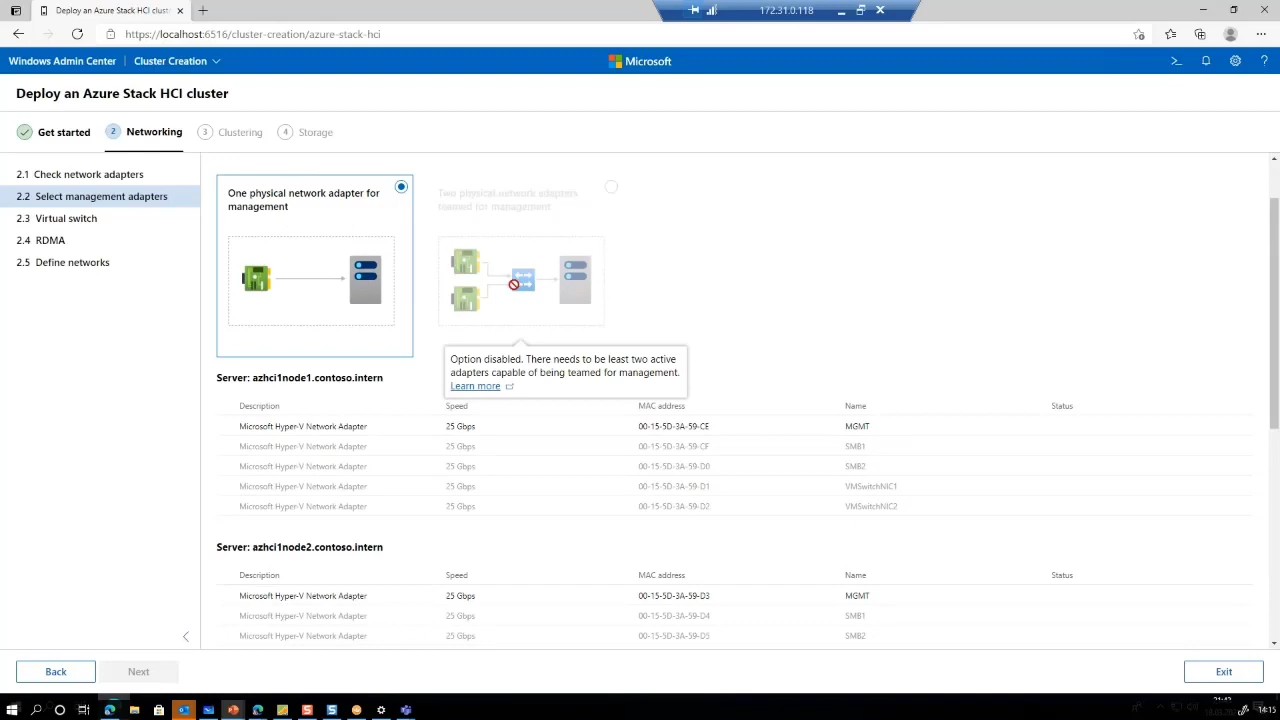 Deploy an Azure Stack HCI clust
172.31.0.118
https://localhost:6516/cluster-creation/azure-stack-hci
Windows Admin Center
Cluster Creation
Microsoft
Deploy an Azure Stack HCI cluster
Get started
2 Networking
3 Clustering
4 Storage
2.1 Check network adapters
2.2 Select management adapters
2.3 Virtual switch
2.4 RDMA
2.5 Define networks
One physical network adapter for
management
Two physical network adapters
teamed for management
Option disabled. There needs to be least two active
adapters capable of being teamed for management.
Learn more
Server: azhci1node1.contoso.intern
Description Speed MAC address Name Status
Microsoft Hyper-V Network Adapter 25 Gbps 00-15-5D-3A-59-CE MGMT
Microsoft Hyper-V Network Adapter 25 Gbps 00-15-5D-3A-59-CF SMB1
Microsoft Hyper-V Network Adapter 25 Gbps 00-15-5D-3A-59-D0 SMB2
Microsoft Hyper-V Network Adapter 25 Gbps 00-15-5D-3A-59-D1 VMSwitchNIC1
Microsoft Hyper-V Network Adapter 25 Gbps 00-15-5D-3A-59-D2 VMSwitchNIC2
Server: azhci1node2.contoso.intern
Description Speed MAC address Name Status
Microsoft Hyper-V Network Adapter 25 Gbps 00-15-5D-3A-59-D3 MGMT
Microsoft Hyper-V Network Adapter 25 Gbps 00-15-5D-3A-59-D4 SMB1
Microsoft Hyper-V Network Adapter 25 Gbps 00-15-5D-3A-59-D5 SMB2
Back
Next
Exit
14:15